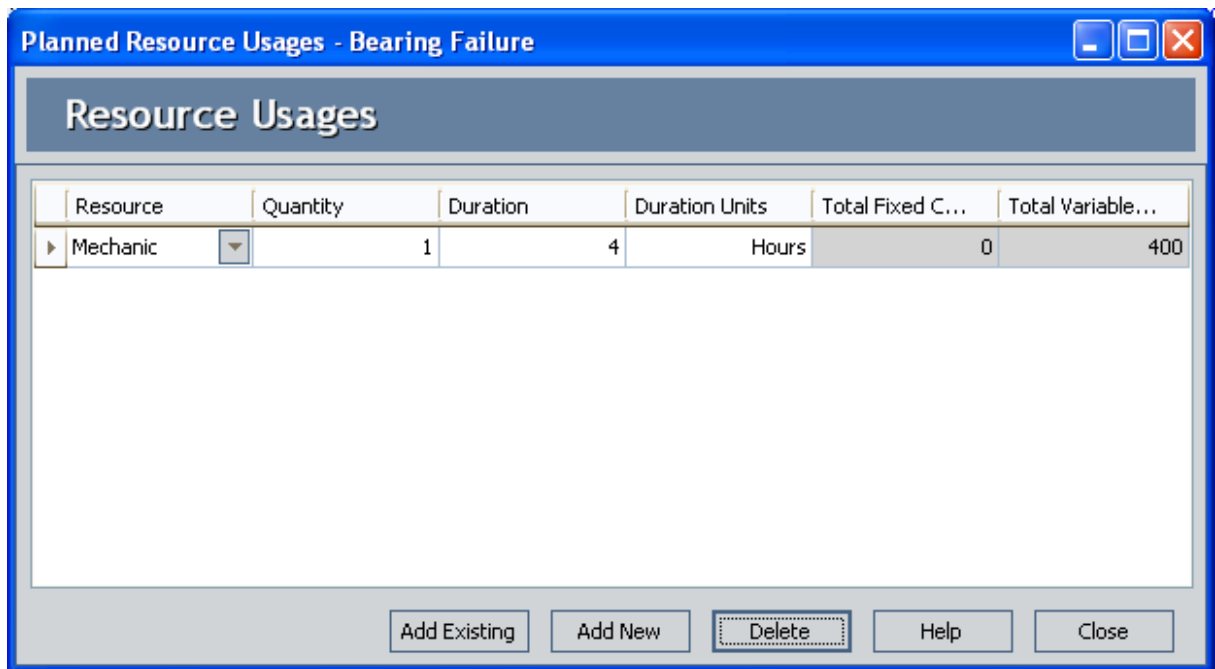 Planned Resource Usages - Bearing Failure
Resource Usages
Resource Quantity Duration Duration Units Total Fixed C... Total Variable...
Mechanic 1 4 Hours 0 400
Add Existing Add New Delete Help Close